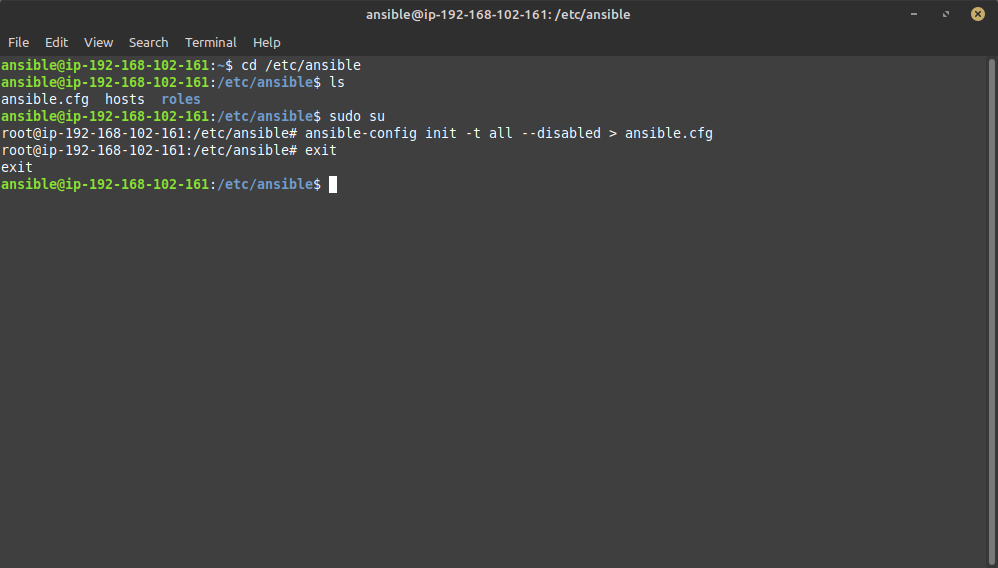 ansible@ip-192-168-102-161: /etc/ansible
File Edit View Search Terminal Help
ansible@ip-192-168-102-161:~$ cd /etc/ansible
ansible@ip-192-168-102-161:/etc/ansible$ ls
ansible.cfg  hosts  roles
ansible@ip-192-168-102-161:/etc/ansible$ sudo su
root@ip-192-168-102-161:/etc/ansible# ansible-config init -t all --disabled > ansible.cfg
root@ip-192-168-102-161:/etc/ansible# exit
exit
ansible@ip-192-168-102-161:/etc/ansible$